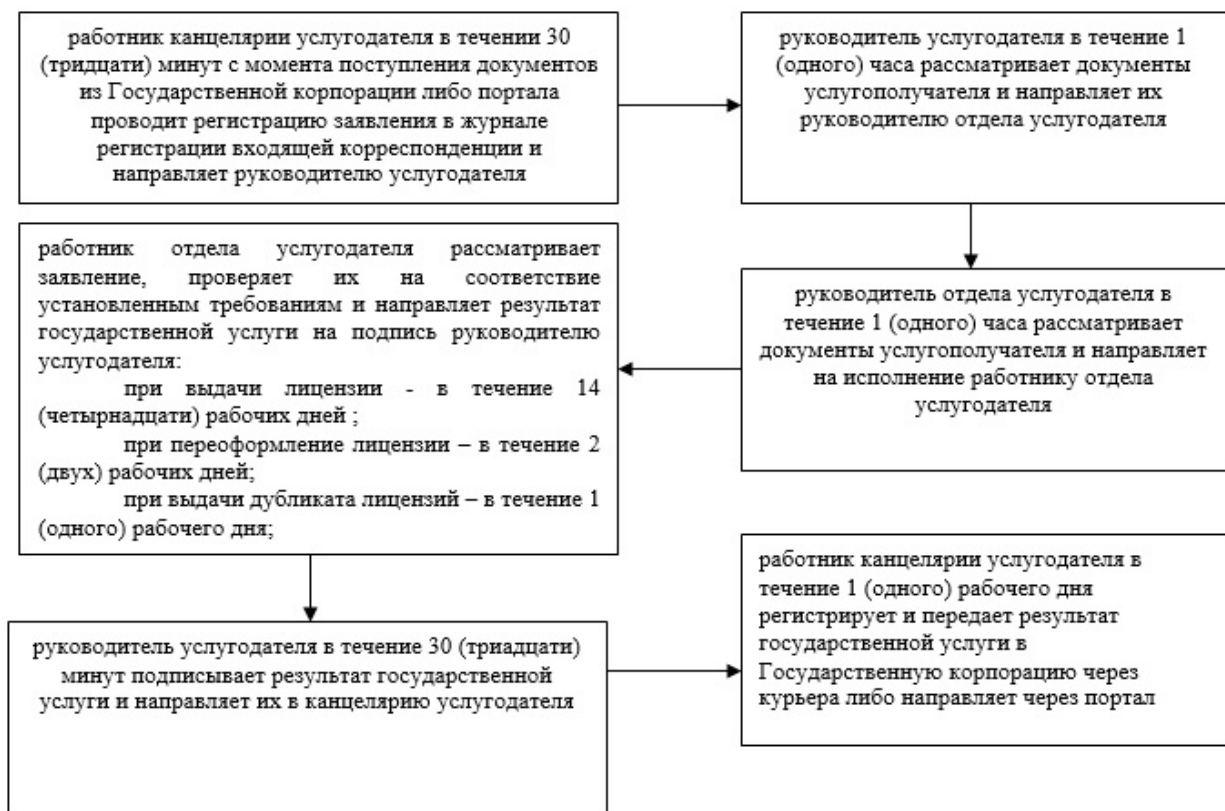 работник канцелярии услугодателя в течении 30
(тридцати) минут с момента поступления документов
из Государственной корпорации либо портала
проводит регистрацию заявления в журнале
регистрации входящей корреспонденции и
направляет руководителю услугодателя
руководитель услугодателя в течение 1
(одного) часа рассматривает документы
услугополучателя и направляет их
руководителю отдела услугодателя
руководитель отдела услугодателя в
течение 1 (одного) часа рассматривает
документы услугополучателя и направляет
на исполнение работнику отдела
услугодателя
работник отдела услугодателя рассматривает
заявление, проверяет их на соответствие
установленным требованиям и направляет результат
государственной услуги на подпись руководителю
услугодателя:
при выдачи лицензии - в течение 14
(четырнадцати) рабочих дней ;
при переоформление лицензии – в течение 2
(двух) рабочих дней;
при выдачи дубликата лицензий – в течение 1
(одного) рабочего дня;
руководитель услугодателя в течение 30 (триадцати)
минут подписывает результат государственной
услуги и направляет их в канцелярию услугодателя
работник канцелярии услугодателя в
течение 1 (одного) рабочего дня
регистрирует и передает результат
государственной услуги в
Государственную корпорацию через
курьера либо направляет через портал